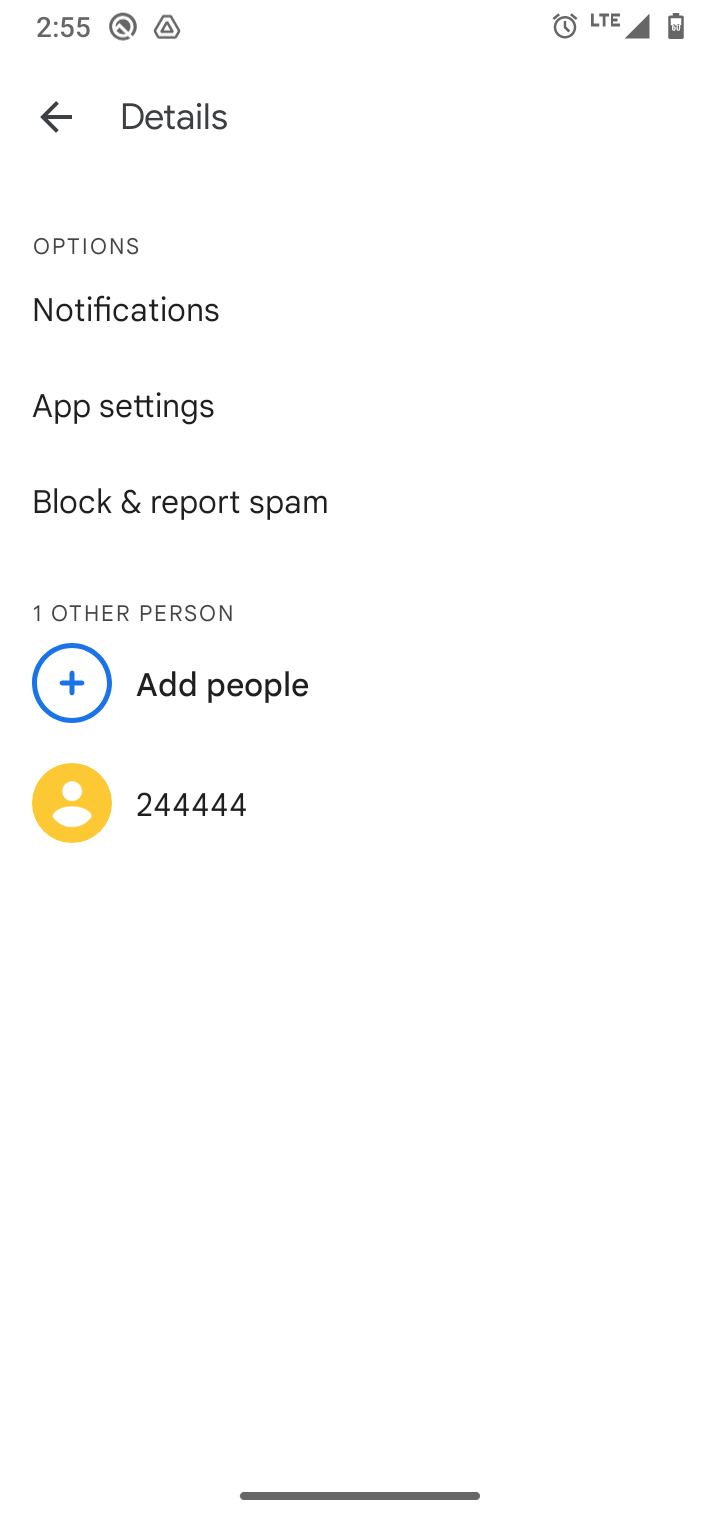 2:55
LTE
Details
OPTIONS
Notifications
App settings
Block & report spam
1 OTHER PERSON
Add people
244444